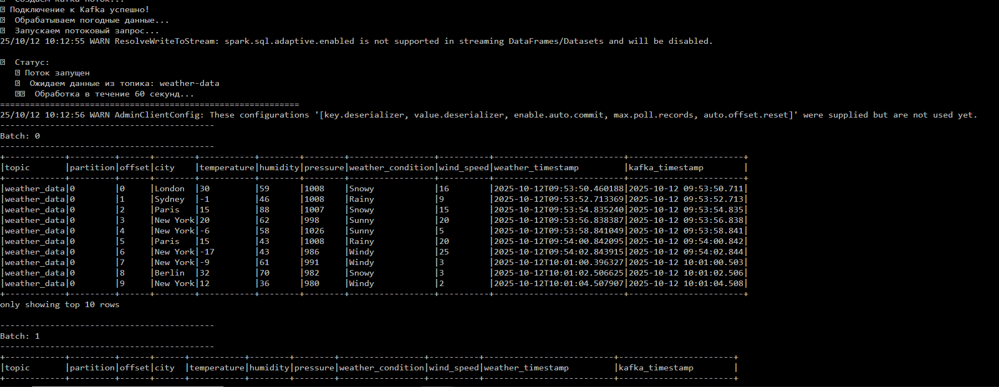 Создаем Kafka поток...
Подключение к Kafka успешно!
Обрабатываем погодные данные...
Запускаем потоковый запрос...
25/10/12 10:12:55 WARN ResolveWriteToStream: spark.sql.adaptive.enabled is not supported in streaming DataFrames/Datasets and will be disabled.
Статус:
Поток запущен
Ожидаем данные из топика: weather-data
Обработка в течение 60 секунд...
============================================================
25/10/12 10:12:56 WARN AdminClientConfig: These configurations '[key.deserializer, value.deserializer, enable.auto.commit, max.poll.records, auto.offset.reset]' were supplied but are not used yet.
-------------------------------------------
Batch: 0
-------------------------------------------
+------------+---------+------+--------+-----------+--------+--------+-----------------+----------+--------------------------+-----------------------+
|topic       |partition|offset|city    |temperature|humidity|pressure|weather_condition|wind_speed|weather_timestamp         |kafka_timestamp        |
+------------+---------+------+--------+-----------+--------+--------+-----------------+----------+--------------------------+-----------------------+
|weather_data|0        |0     |London  |30         |59      |1008    |Snowy            |16        |2025-10-12T09:53:50.460188|2025-10-12 09:53:50.711|
|weather_data|0        |1     |Sydney  |-1         |46      |1008    |Rainy            |9         |2025-10-12T09:53:52.713369|2025-10-12 09:53:52.713|
|weather_data|0        |2     |Paris   |15         |88      |1007    |Snowy            |15        |2025-10-12T09:53:54.835240|2025-10-12 09:53:54.835|
|weather_data|0        |3     |New York|20         |62      |998     |Sunny            |20        |2025-10-12T09:53:56.838387|2025-10-12 09:53:56.838|
|weather_data|0        |4     |New York|-6         |58      |1026    |Sunny            |5         |2025-10-12T09:53:58.841049|2025-10-12 09:53:58.841|
|weather_data|0        |5     |Paris   |15         |43      |1008    |Rainy            |20        |2025-10-12T09:54:00.842095|2025-10-12 09:54:00.842|
|weather_data|0        |6     |New York|-17        |43      |986     |Windy            |25        |2025-10-12T09:54:02.843915|2025-10-12 09:54:02.844|
|weather_data|0        |7     |New York|-9         |61      |991     |Windy            |3         |2025-10-12T10:01:00.396327|2025-10-12 10:01:00.503|
|weather_data|0        |8     |Berlin  |32         |70      |982     |Snowy            |3         |2025-10-12T10:01:02.506625|2025-10-12 10:01:02.506|
|weather_data|0        |9     |New York|12         |36      |980     |Windy            |2         |2025-10-12T10:01:04.507907|2025-10-12 10:01:04.508|
+------------+---------+------+--------+-----------+--------+--------+-----------------+----------+--------------------------+-----------------------+
only showing top 10 rows
-------------------------------------------
Batch: 1
-------------------------------------------
+------------+---------+------+------+-----------+--------+--------+-----------------+----------+--------------------------+-----------------------+
|topic       |partition|offset|city  |temperature|humidity|pressure|weather_condition|wind_speed|weather_timestamp         |kafka_timestamp        |
+------------+---------+------+------+-----------+--------+--------+-----------------+----------+--------------------------+-----------------------+